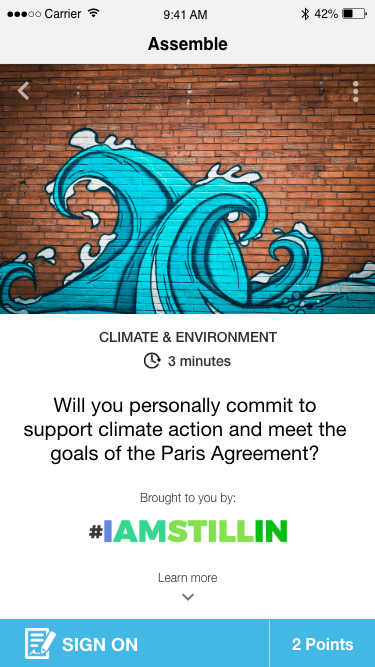 Carrier 9:41 AM 42%
Assemble
CLIMATE & ENVIRONMENT
3 minutes
Will you personally commit to
support climate action and meet the
goals of the Paris Agreement?
Brought to you by:
#IAMSTILLIN
Learn more
SIGN ON 2 Points